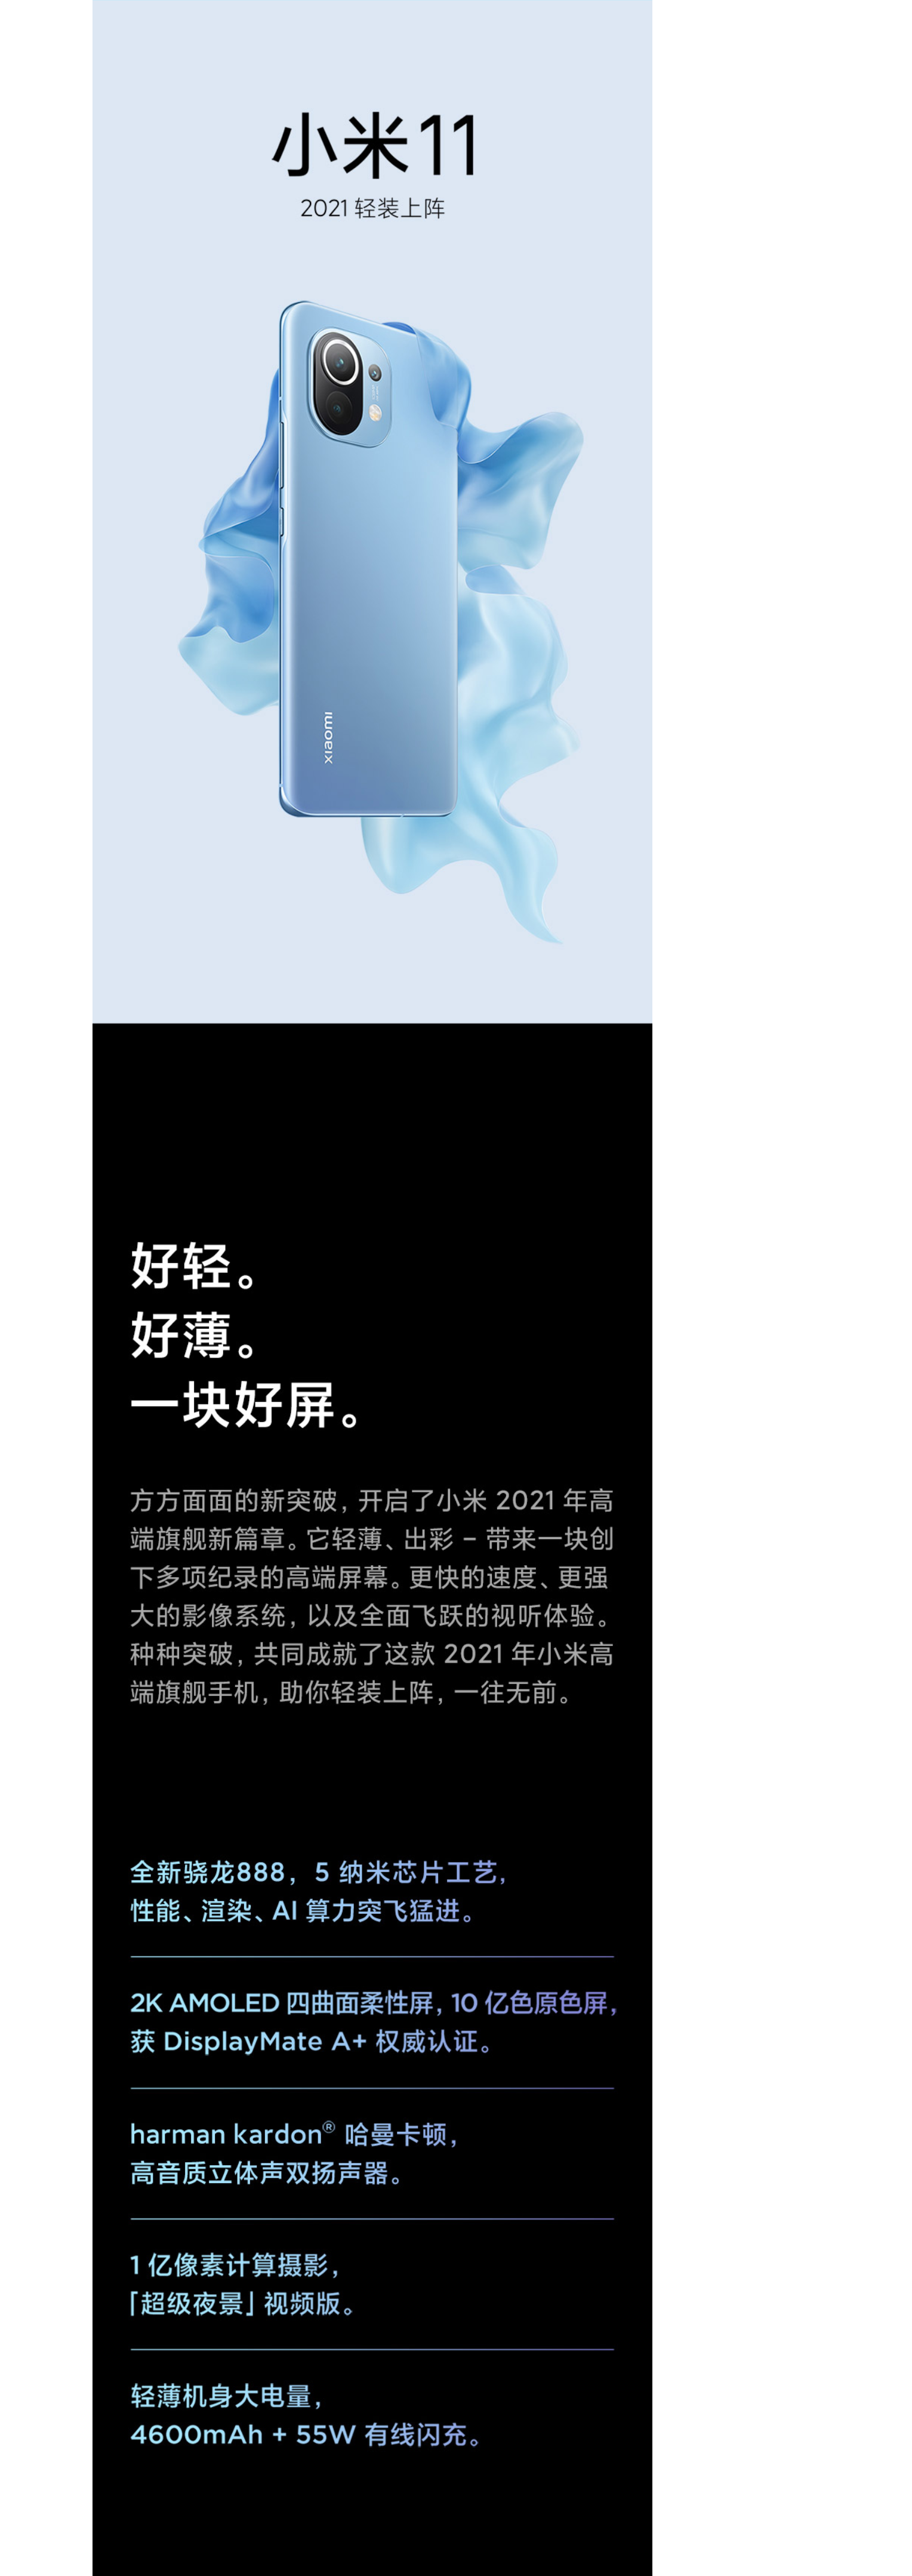 小米11
2021 轻装上阵
xiaomi
好轻。
好薄。
一块好屏。
方方面面的新突破，开启了小米 2021 年高
端旗舰新篇章。它轻薄、出彩 – 带来一块创
下多项纪录的高端屏幕。更快的速度、更强
大的影像系统，以及全面飞跃的视听体验。
种种突破，共同成就了这款 2021 年小米高
端旗舰手机，助你轻装上阵，一往无前。
全新骁龙888，5 纳米芯片工艺，
性能、渲染、AI 算力突飞猛进。
2K AMOLED 四曲面柔性屏，10 亿色原色屏，
获 DisplayMate A+ 权威认证。
harman kardon® 哈曼卡顿，
高音质立体声双扬声器。
1 亿像素计算摄影，
「超级夜景」视频版。
轻薄机身大电量，
4600mAh + 55W 有线闪充。